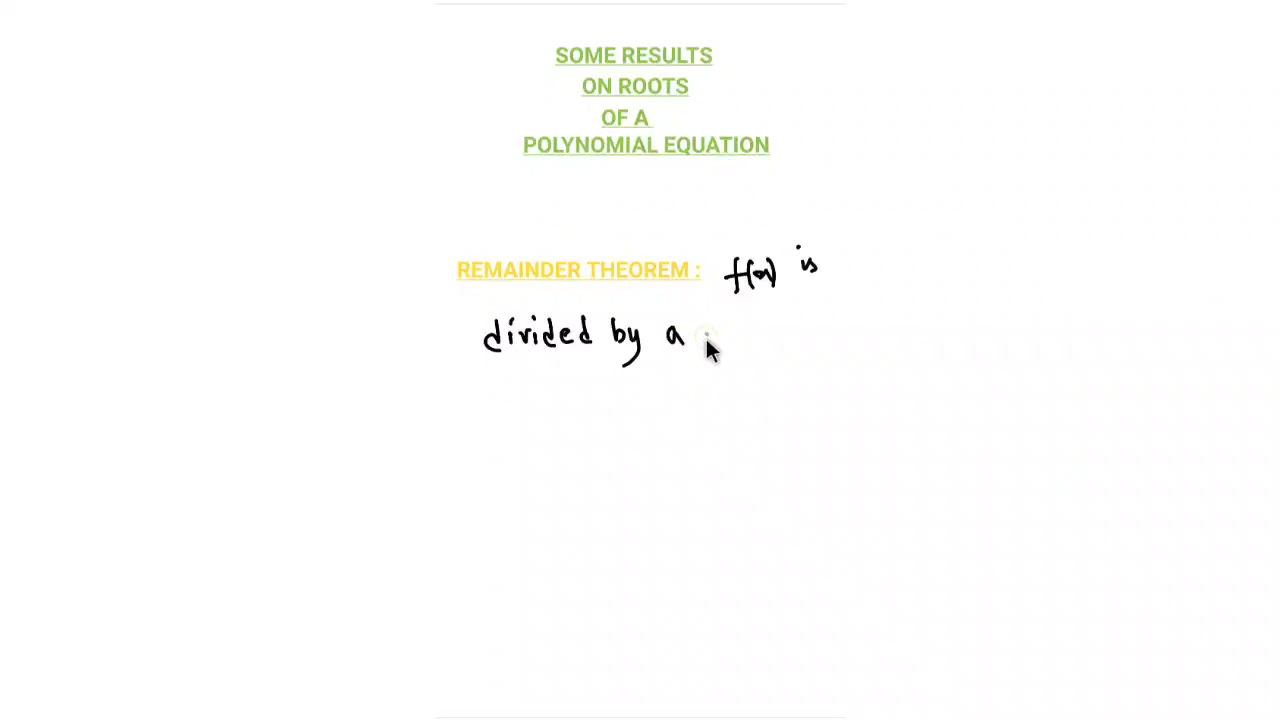 SOME RESULTS
ON ROOTS
OF A
POLYNOMIAL EQUATION
REMAINDER THEOREM : f(x) is
divided by a